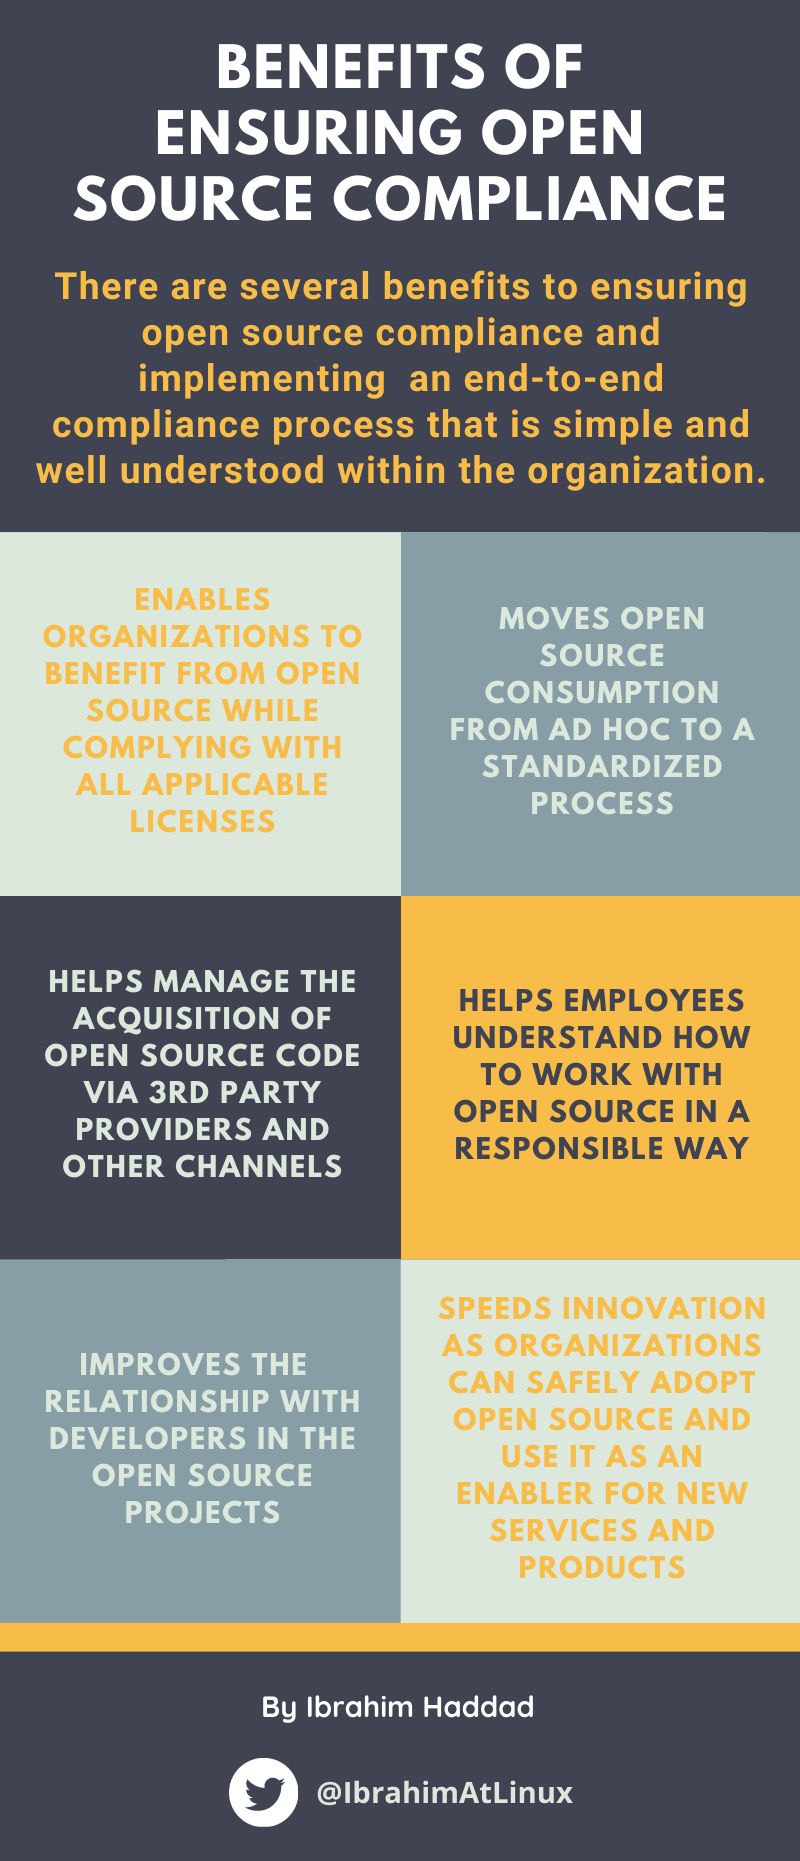 BENEFITS OF
ENSURING OPEN
SOURCE COMPLIANCE
There are several benefits to ensuring
open source compliance and
implementing  an end-to-end
compliance process that is simple and
well understood within the organization.
ENABLES
ORGANIZATIONS TO
BENEFIT FROM OPEN
SOURCE WHILE
COMPLYING WITH
ALL APPLICABLE
LICENSES
MOVES OPEN
SOURCE
CONSUMPTION
FROM AD HOC TO A
STANDARDIZED
PROCESS
HELPS MANAGE THE
ACQUISITION OF
OPEN SOURCE CODE
VIA 3RD PARTY
PROVIDERS AND
OTHER CHANNELS
HELPS EMPLOYEES
UNDERSTAND HOW
TO WORK WITH
OPEN SOURCE IN A
RESPONSIBLE WAY
IMPROVES THE
RELATIONSHIP WITH
DEVELOPERS IN THE
OPEN SOURCE
PROJECTS
SPEEDS INNOVATION
AS ORGANIZATIONS
CAN SAFELY ADOPT
OPEN SOURCE AND
USE IT AS AN
ENABLER FOR NEW
SERVICES AND
PRODUCTS
By Ibrahim Haddad
@IbrahimAtLinux